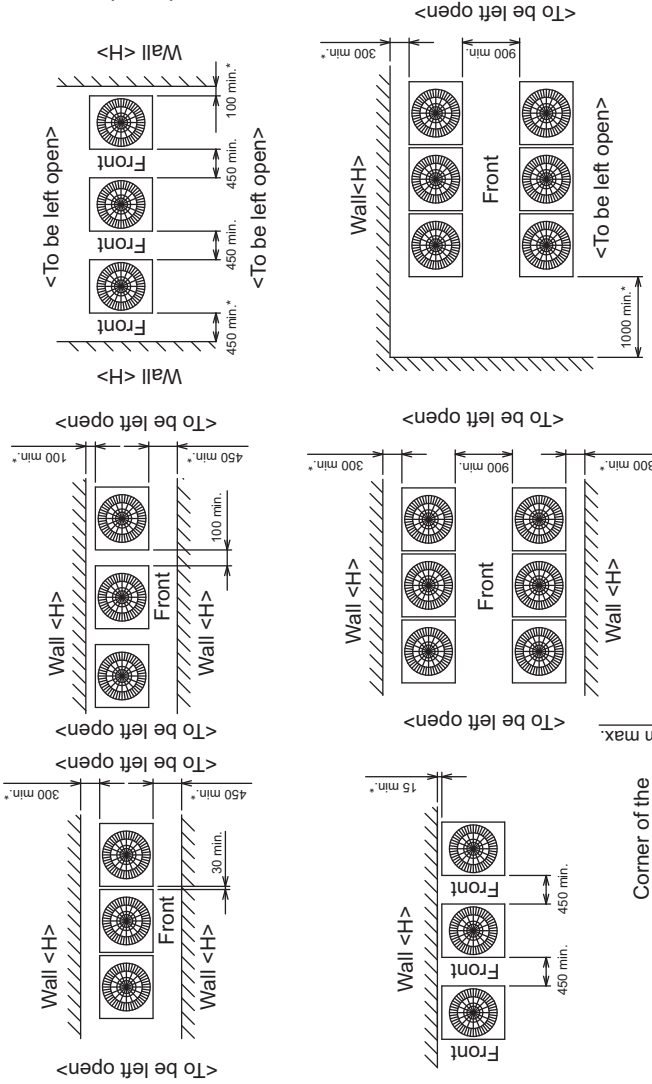 <To be left open>
Wall <H>
<To be left open>
Front
Front
Front
450 min.*
450 min.
450 min.
100 min.*
<To be left open>
Wall <H>
<To be left open>
300 min.*
Wall<H>
900 min.
Front
<To be left open>
1000 min.*
<To be left open>
100 min.*
450 min.*
Wall <H>
100 min.
Front
Wall <H>
<To be left open>
<To be left open>
300 min.*
900 min.
Wall <H>
Front
Wall <H>
<To be left open>
<To be left open>
300 min.*
450 min.*
Wall <H>
30 min.
Front
Wall <H>
<To be left open>
15 min.*
Wall <H>
Front
Front
Front
450 min.
450 min.
max.
Corner of the